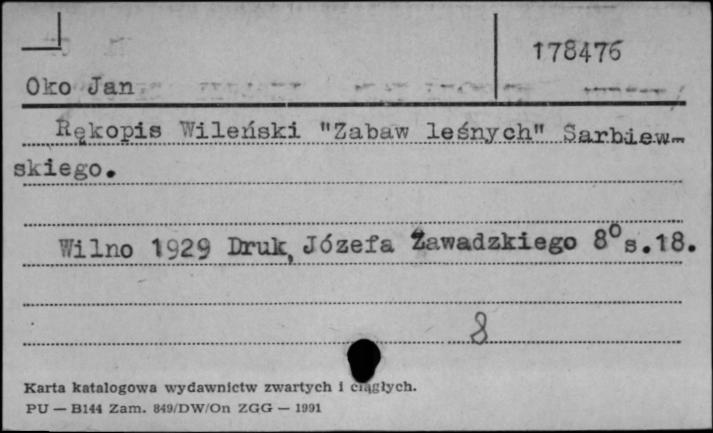 178476
Oko Jan
Rękopis Wileński "Zabaw leśnych" Sarbiew-
skiego.
Wilno 1929 Druk, Józefa Zawadzkiego 8° s.18.
8
Karta katalogowa wydawnictw zwartych i ciągłych.
PU — B144 Zam. 849/DW/On ZGG — 1991